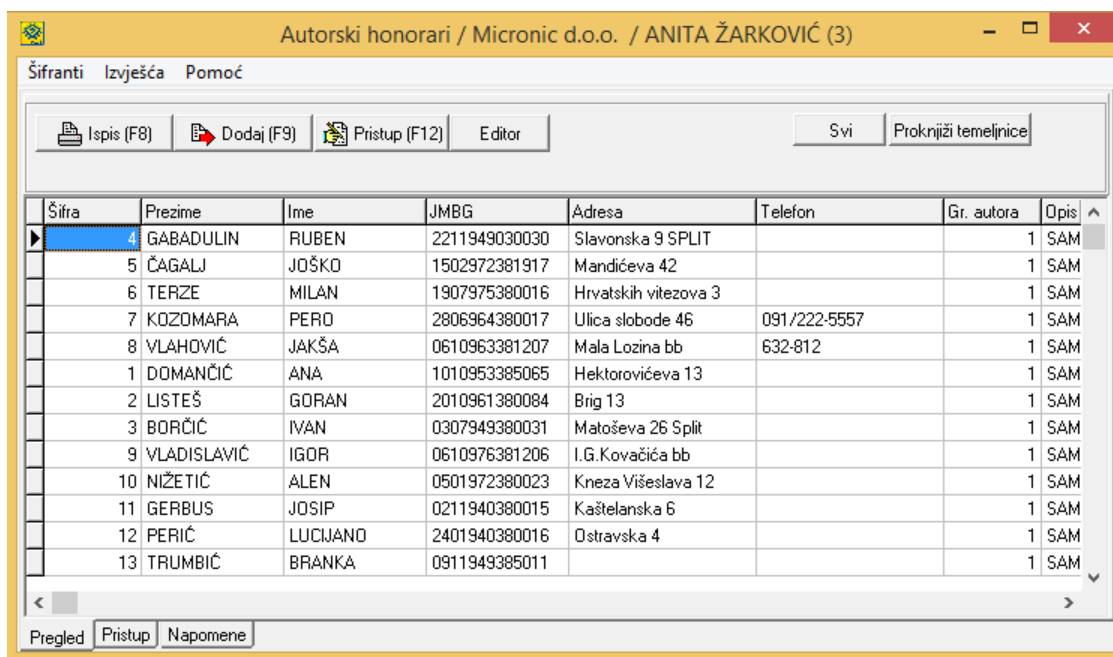 Autorski honorari / Micronic d.o.o.  / ANITA ŽARKOVIĆ (3)
Šifranti Izvješća Pomoć
Ispis (F8) Dodaj (F9) Pristup (F12) Editor Svi Proknjiži temeljnice
Šifra Prezime Ime JMBG Adresa Telefon Gr. autora Opis
4 GABADULIN RUBEN 2211949030030 Slavonska 9 SPLIT 1 SAM
5 ČAGALJ JOŠKO 1502972381917 Mandićeva 42 1 SAM
6 TERZE MILAN 1907975380016 Hrvatskih vitezova 3 1 SAM
7 KOZOMARA PERO 2806964380017 Ulica slobode 46 091/222-5557 1 SAM
8 VLAHOVIĆ JAKŠA 0610963381207 Mala Lozina bb 632-812 1 SAM
1 DOMANČIĆ ANA 1010953385065 Hektorovićeva 13 1 SAM
2 LISTEŠ GORAN 2010961380084 Brig 13 1 SAM
3 BORČIĆ IVAN 0307949380031 Matoševa 26 Split 1 SAM
9 VLADISLAVIĆ IGOR 0610976381206 I.G.Kovačića bb 1 SAM
10 NIŽETIĆ ALEN 0501972380023 Kneza Višeslava 12 1 SAM
11 GERBUS JOSIP 0211940380015 Kaštelanska 6 1 SAM
12 PERIĆ LUCIJANO 2401940380016 Ostravska 4 1 SAM
13 TRUMBIĆ BRANKA 0911949385011 1 SAM
Pregled Pristup Napomene